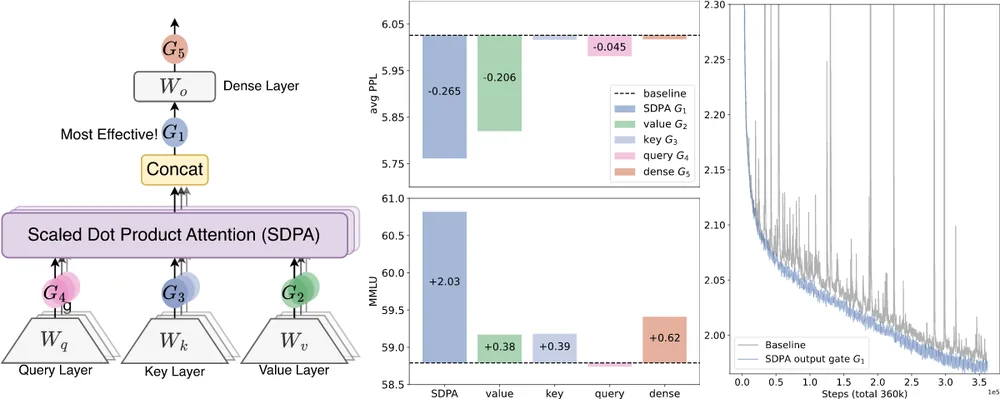 G5
Wo
Dense Layer
Most Effective! G1
Concat
Scaled Dot Product Attention (SDPA)
G4
g
G3
G2
Wq
Wk
Wv
Query Layer
Key Layer
Value Layer
avg PPL
6.05
5.95
5.85
5.75
-0.265
-0.206
-0.045
baseline
SDPA G1
value G2
key G3
query G4
dense G5
MMLU
61.0
60.5
60.0
59.5
59.0
58.5
+2.03
+0.38
+0.39
+0.62
SDPA
value
key
query
dense
2.30
2.25
2.20
2.15
2.10
2.05
2.00
Baseline
SDPA output gate G1
0.0
0.5
1.0
1.5
2.0
2.5
3.0
3.5
Steps (total 360k)
1e5